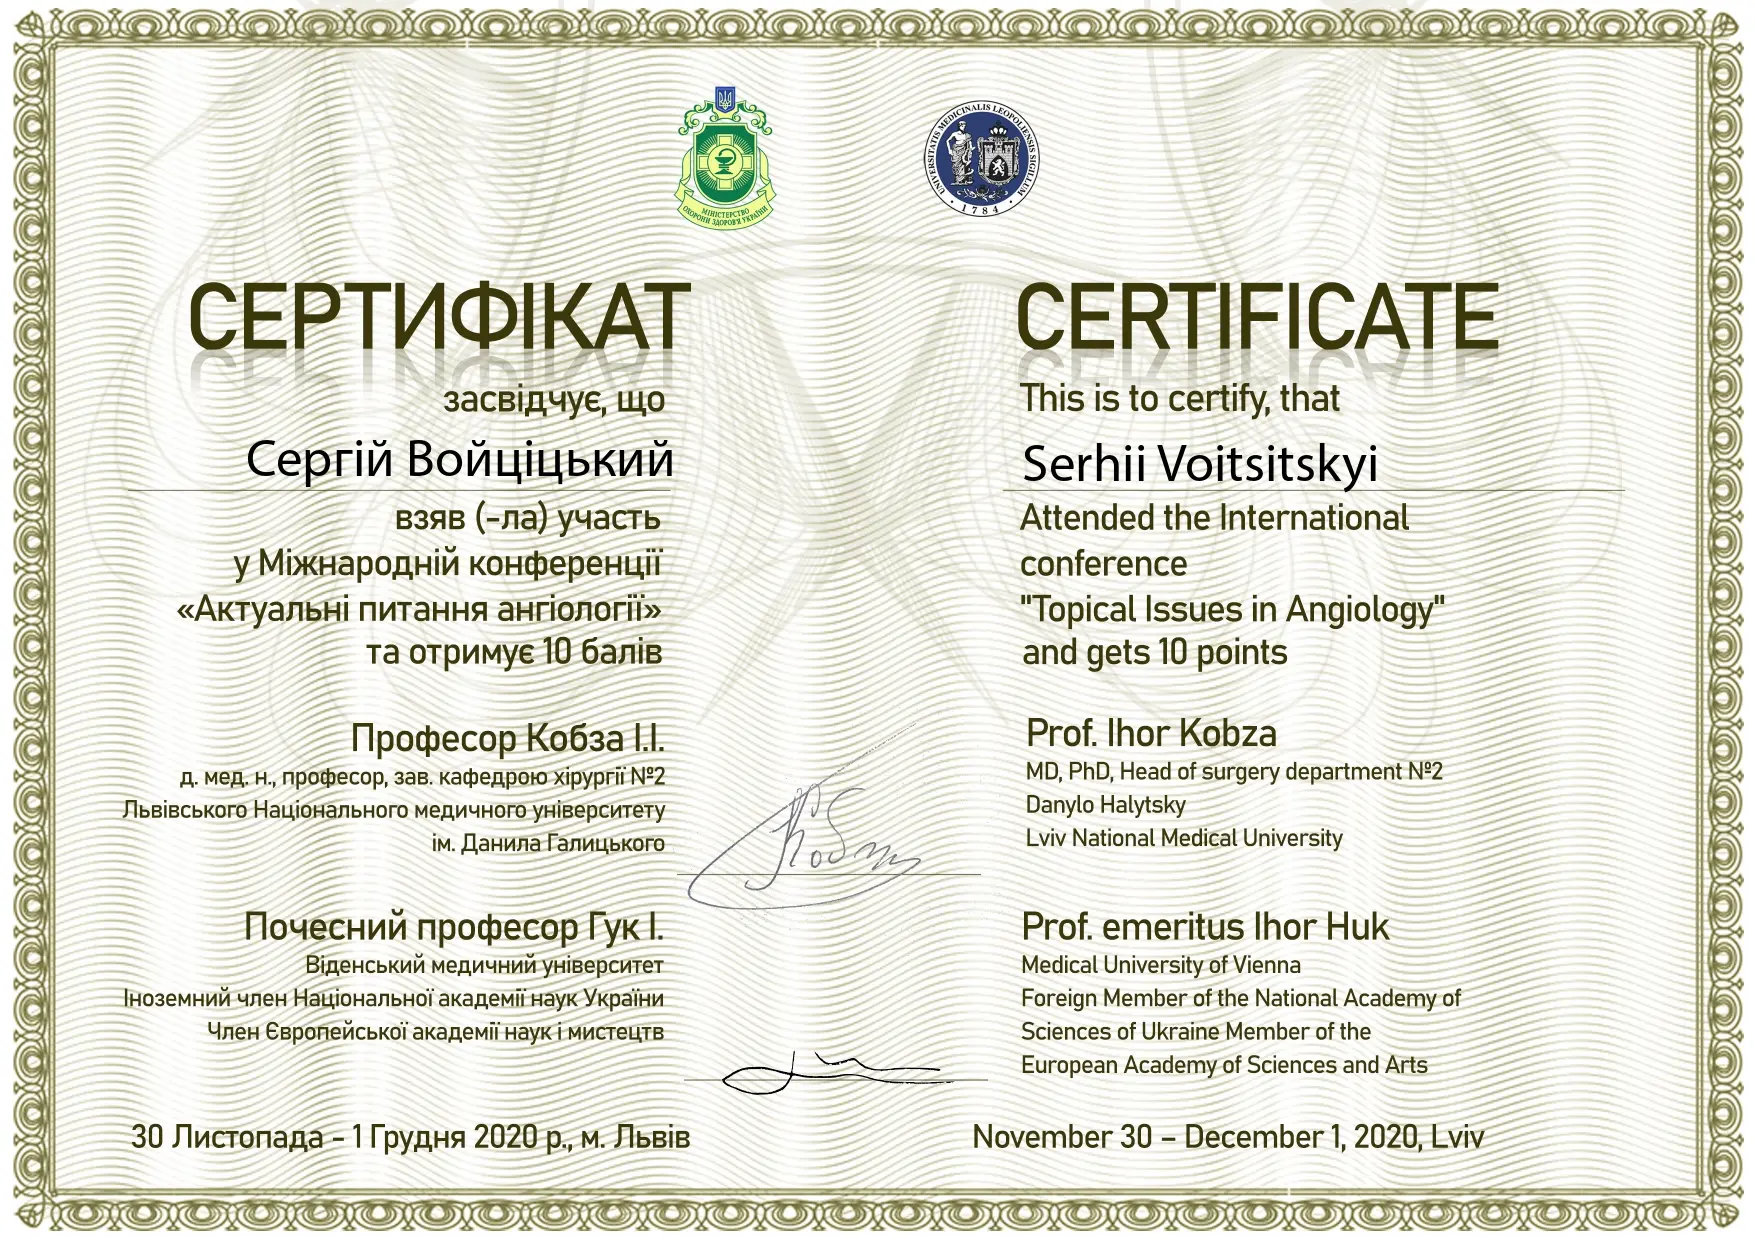 МІНІСТЕРСТВО
ОХОРОНИ ЗДОРОВ'Я УКРАЇНИ
UNIVERSITATIS MEDICINALIS LEOPOLIENSIS SIGILLUM
• 1784 •
СЕРТИФІКАТ
засвідчує, що
Сергій Войціцький
взяв (-ла) участь
у Міжнародній конференції
«Актуальні питання ангіології»
та отримує 10 балів
Професор Кобза І.І.
д. мед. н., професор, зав. кафедрою хірургії №2
Львівського Національного медичного університету
ім. Данила Галицького
Почесний професор Гук І.
Віденський медичний університет
Іноземний член Національної академії наук України
Член Європейської академії наук і мистецтв
30 Листопада - 1 Грудня 2020 р., м. Львів
CERTIFICATE
This is to certify, that
Serhii Voitsitskyi
Attended the International
conference
"Topical Issues in Angiology"
and gets 10 points
Prof. Ihor Kobza
MD, PhD, Head of surgery department №2
Danylo Halytsky
Lviv National Medical University
Prof. emeritus Ihor Huk
Medical University of Vienna
Foreign Member of the National Academy of
Sciences of Ukraine Member of the
European Academy of Sciences and Arts
November 30 – December 1, 2020, Lviv